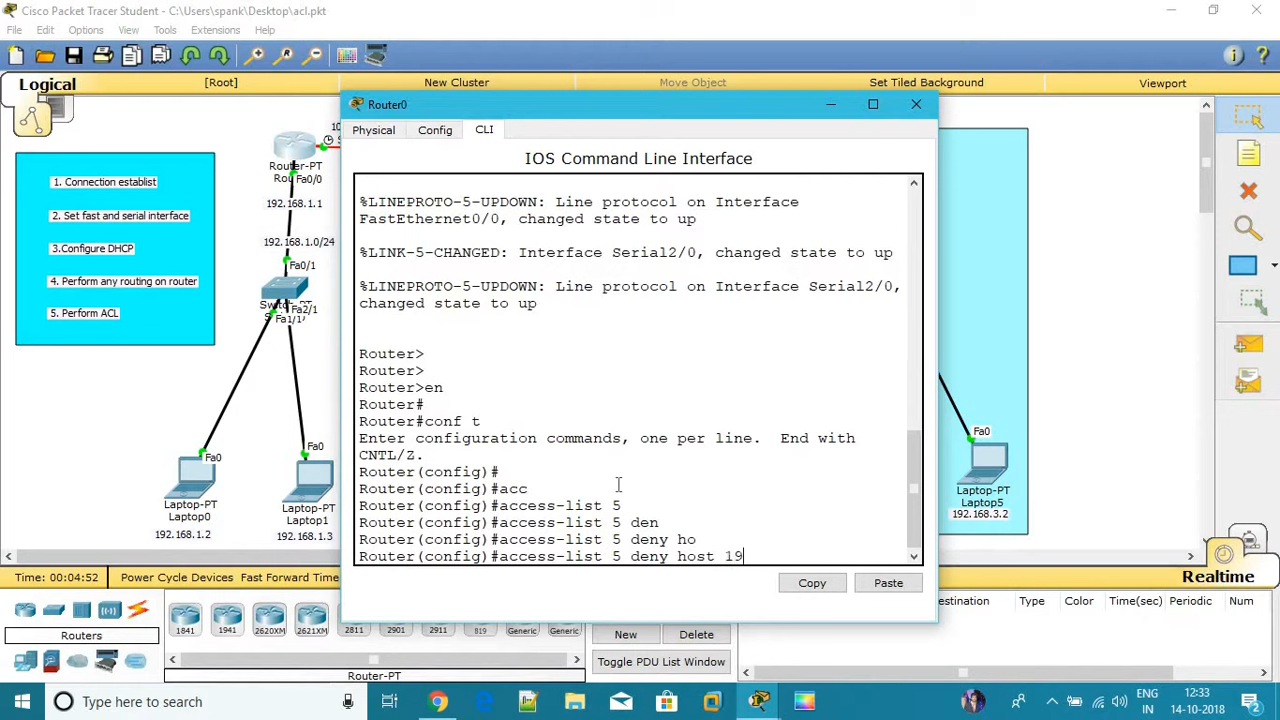 Cisco Packet Tracer Student - C:\Users\spank\Desktop\acl.pkt
File Edit Options View Tools Extensions Help
Logical [Root] New Cluster Move Object Set Tiled Background Viewport
Router0
Physical Config CLI
IOS Command Line Interface
%LINEPROTO-5-UPDOWN: Line protocol on Interface
FastEthernet0/0, changed state to up
%LINK-5-CHANGED: Interface Serial2/0, changed state to up
%LINEPROTO-5-UPDOWN: Line protocol on Interface Serial2/0,
changed state to up
Router>
Router>
Router>en
Router#
Router#conf t
Enter configuration commands, one per line. End with
CNTL/Z.
Router(config)#
Router(config)#acc
Router(config)#access-list 5
Router(config)#access-list 5 den
Router(config)#access-list 5 deny ho
Router(config)#access-list 5 deny host 19
Copy Paste
1. Connection establist
2. Set fast and serial interface
3.Configure DHCP
4. Perform any routing on router
5. Perform ACL
10
Router-PT
Fa0/0
192.168.1.1
192.168.1.0/24
Fa0/1
Fa2/1
Fa1/1
Fa0
Fa0
Laptop-PT
Laptop0
192.168.1.2
Laptop-PT
Laptop1
192.168.1.3
Fa0
Laptop-PT
Laptop5
192.168.3.2
Time: 00:04:52 Power Cycle Devices Fast Forward Time
Realtime
Routers
1841 1941 2620XM 2621XM 2811 2901 2911 819 Generic Generic
Router-PT
New Delete
Toggle PDU List Window
estination Type Color Time(sec) Periodic Num
Type here to search
ENG
IN
12:33
14-10-2018
2